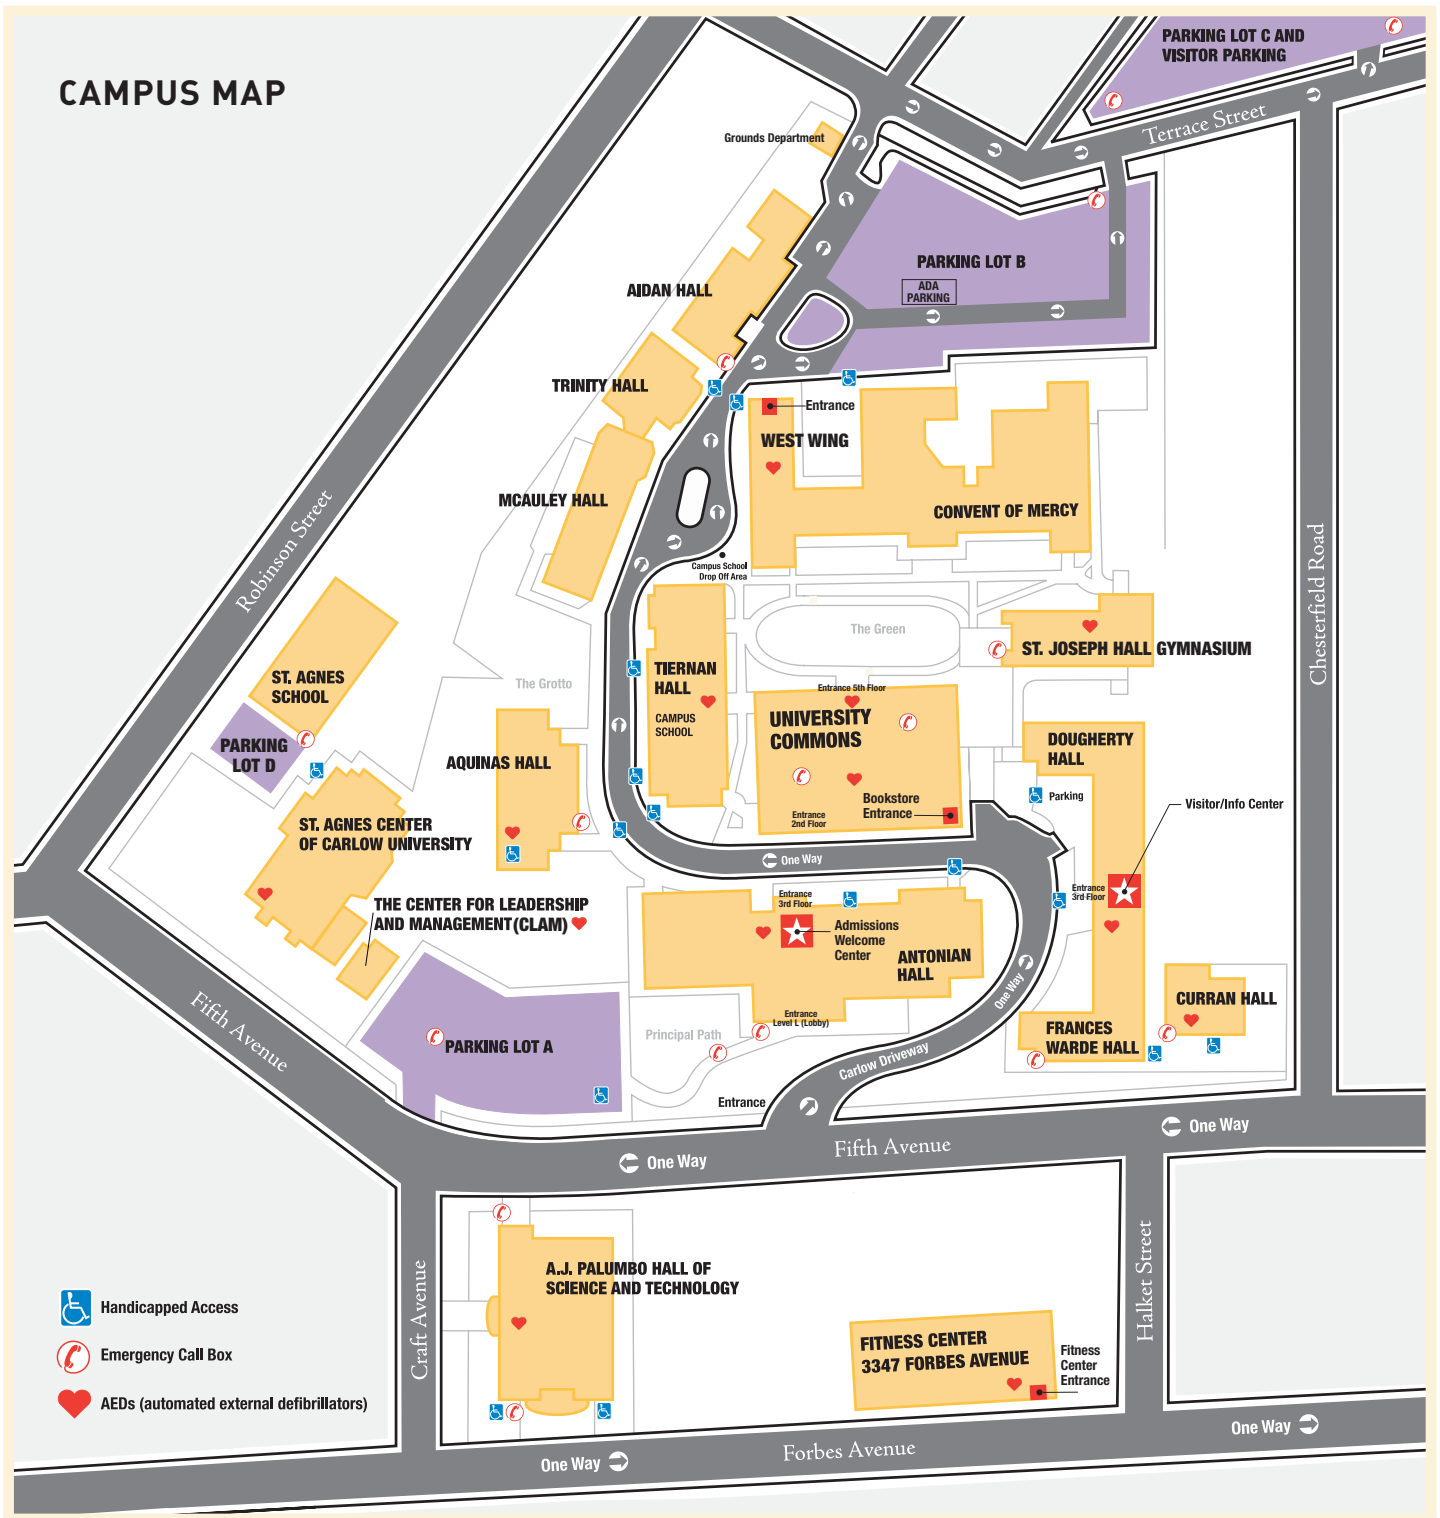 CAMPUS MAP
PARKING LOT C AND
VISITOR PARKING
Terrace Street
Grounds Department
PARKING LOT B
ADA
PARKING
AIDAN HALL
TRINITY HALL
Entrance
WEST WING
MCAULEY HALL
CONVENT OF MERCY
Robinson Street
Chesterfield Road
Campus School
Drop Off Area
The Green
ST. JOSEPH HALL GYMNASIUM
TIERNAN
HALL
CAMPUS
SCHOOL
ST. AGNES
SCHOOL
The Grotto
Entrance 5th Floor
UNIVERSITY
COMMONS
PARKING
LOT D
AQUINAS HALL
DOUGHERTY
HALL
Parking
Bookstore
Entrance
Entrance
2nd Floor
Visitor/Info Center
ST. AGNES CENTER
OF CARLOW UNIVERSITY
One Way
Entrance
3rd Floor
Entrance
3rd Floor
THE CENTER FOR LEADERSHIP
AND MANAGEMENT (CLAM)
Admissions
Welcome
Center
ANTONIAN
HALL
One Way
CURRAN HALL
Fifth Avenue
Entrance
Level L (Lobby)
Principal Path
FRANCES
WARDE HALL
PARKING LOT A
Carlow Driveway
Entrance
One Way
Fifth Avenue
One Way
A.J. PALUMBO HALL OF
SCIENCE AND TECHNOLOGY
Craft Avenue
Halket Street
FITNESS CENTER
3347 FORBES AVENUE
Fitness
Center
Entrance
Handicapped Access
Emergency Call Box
AEDs (automated external defibrillators)
One Way
Forbes Avenue
One Way